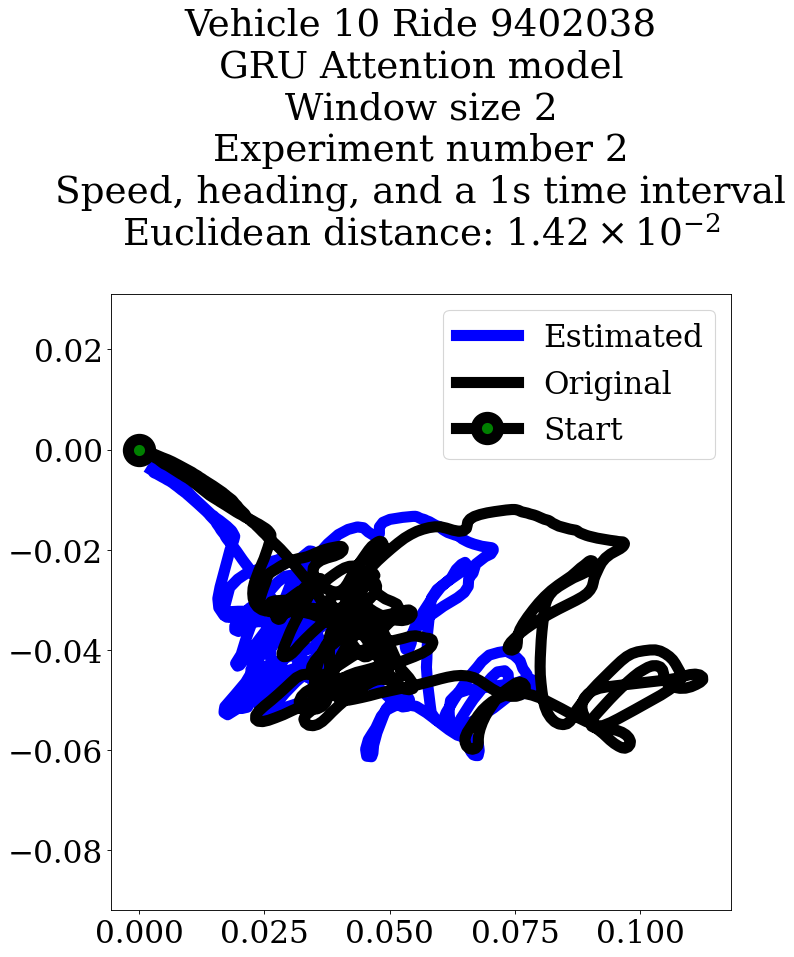 Vehicle 10 Ride 9402038
GRU Attention model
Window size 2
Experiment number 2
Speed, heading, and a 1s time interval
Euclidean distance: 1.42 × 10⁻²
Estimated
Original
Start
0.02
0.00
−0.02
−0.04
−0.06
−0.08
0.000 0.025 0.050 0.075 0.100